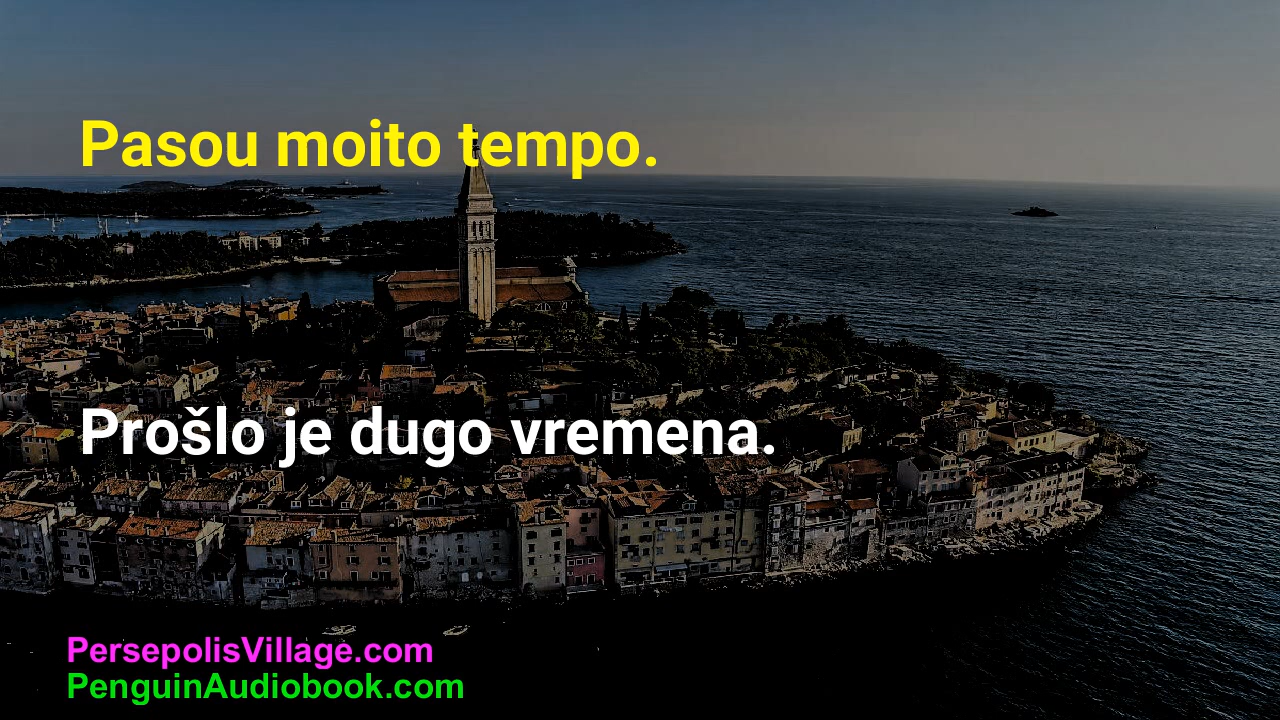 Pasou moito tempo.
Prošlo je dugo vremena.
PersepolisVillage.com
PenguinAudiobook.com